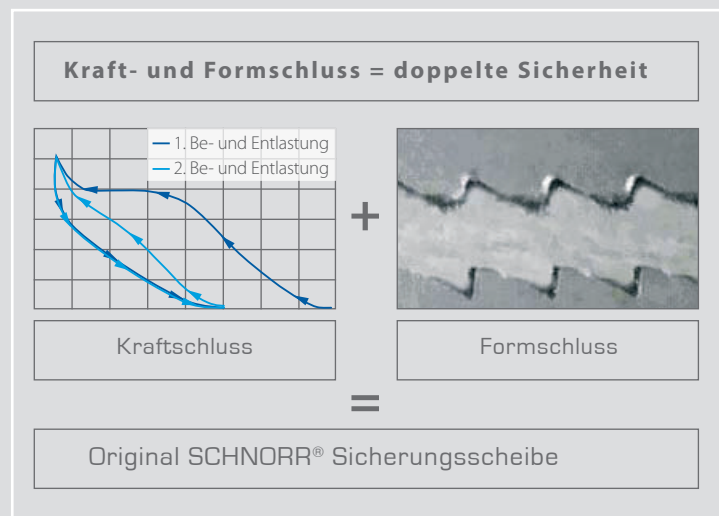 Kraft- und Formschluss = doppelte Sicherheit
1. Be- und Entlastung
2. Be- und Entlastung
+
Kraftschluss
Formschluss
=
Original SCHNORR® Sicherungsscheibe